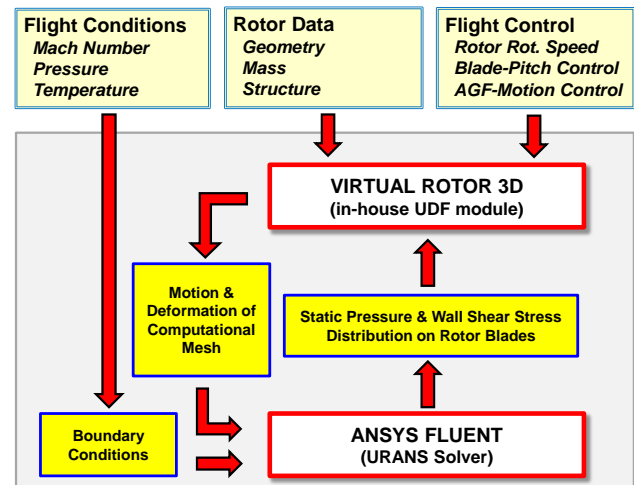 Flight Conditions
Mach Number
Pressure
Temperature
Rotor Data
Geometry
Mass
Structure
Flight Control
Rotor Rot. Speed
Blade-Pitch Control
AGF-Motion Control
VIRTUAL ROTOR 3D
(in-house UDF module)
Motion &
Deformation of
Computational
Mesh
Static Pressure & Wall Shear Stress
Distribution on Rotor Blades
Boundary
Conditions
ANSYS FLUENT
(URANS Solver)